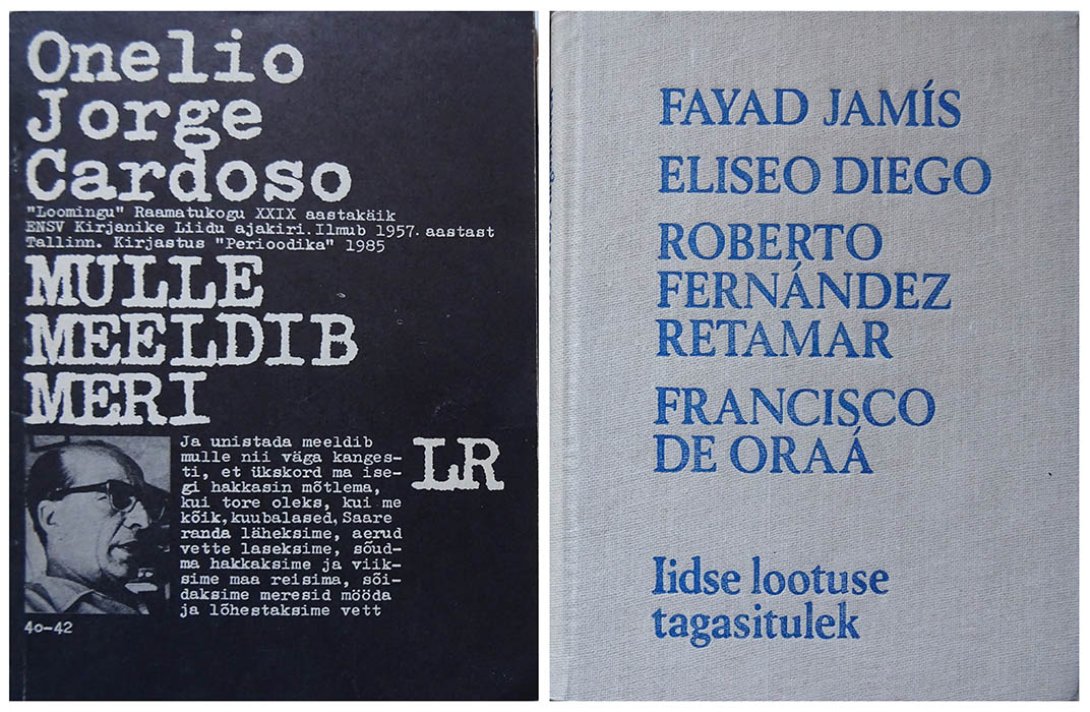 Onelio
Jorge
Cardoso
"Loomingu" Raamatukogu XXIX aastakäik
ENSV Kirjanike Liidu ajakiri. Ilmub 1957. aastast
Tallinn. Kirjastus "Perioodika" 1985
MULLE
MEELDIB
MERI
Ja unistada meeldib
mulle nii väga kanges-
ti, et ükskord ma ise-
gi hakkasin mõtlema,
kui tore oleks, kui me
kõik, kuubalased, Saare
randa läheksime, aerud
vette laseksime, sõud-
ma hakkaksime ja viik-
sime maa reisima, sõi-
daksime meresid mööda
ja lõhestaksime vett
LR
40-42
FAYAD JAMÍS
ELISEO DIEGO
ROBERTO
FERNÁNDEZ
RETAMAR
FRANCISCO
DE ORAÁ
Iidse lootuse
tagasitulek